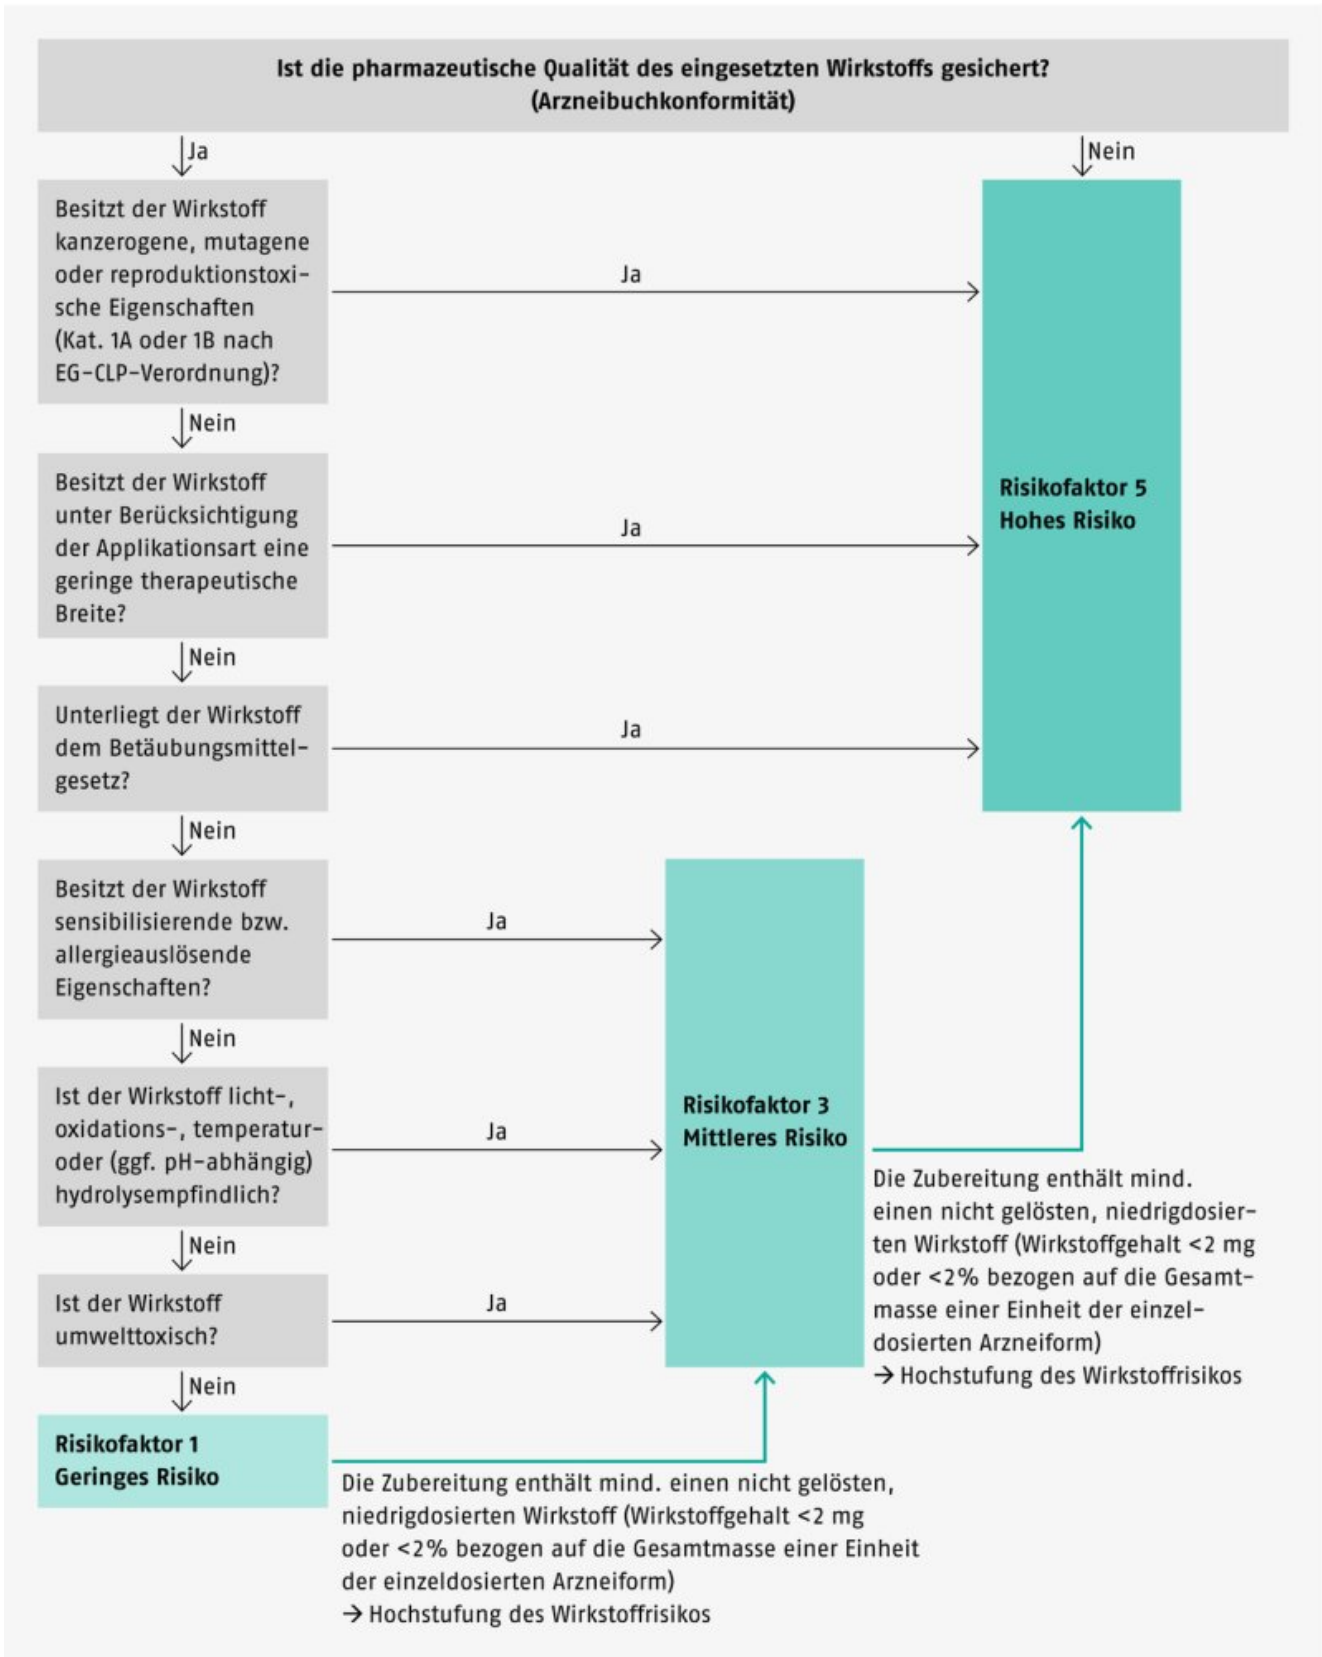 Ist die pharmazeutische Qualität des eingesetzten Wirkstoffs gesichert?
(Arzneibuchkonformität)
Ja
Nein
Besitzt der Wirkstoff
kanzerogene, mutagene
oder reproduktionstoxi-
sche Eigenschaften
(Kat. 1A oder 1B nach
EG-CLP-Verordnung)?
Ja
Nein
Besitzt der Wirkstoff
unter Berücksichtigung
der Applikationsart eine
geringe therapeutische
Breite?
Ja
Risikofaktor 5
Hohes Risiko
Nein
Unterliegt der Wirkstoff
dem Betäubungsmittel-
gesetz?
Ja
Nein
Besitzt der Wirkstoff
sensibilisierende bzw.
allergieauslösende
Eigenschaften?
Ja
Nein
Ist der Wirkstoff licht-,
oxidations-, temperatur-
oder (ggf. pH-abhängig)
hydrolysempfindlich?
Ja
Risikofaktor 3
Mittleres Risiko
Die Zubereitung enthält mind.
einen nicht gelösten, niedrigdosier-
ten Wirkstoff (Wirkstoffgehalt <2 mg
oder <2% bezogen auf die Gesamt-
masse einer Einheit der einzel-
dosierten Arzneiform)
→ Hochstufung des Wirkstoffrisikos
Nein
Ist der Wirkstoff
umwelttoxisch?
Ja
Nein
Risikofaktor 1
Geringes Risiko
Die Zubereitung enthält mind. einen nicht gelösten,
niedrigdosierten Wirkstoff (Wirkstoffgehalt <2 mg
oder <2% bezogen auf die Gesamtmasse einer Einheit
der einzeldosierten Arzneiform)
→ Hochstufung des Wirkstoffrisikos